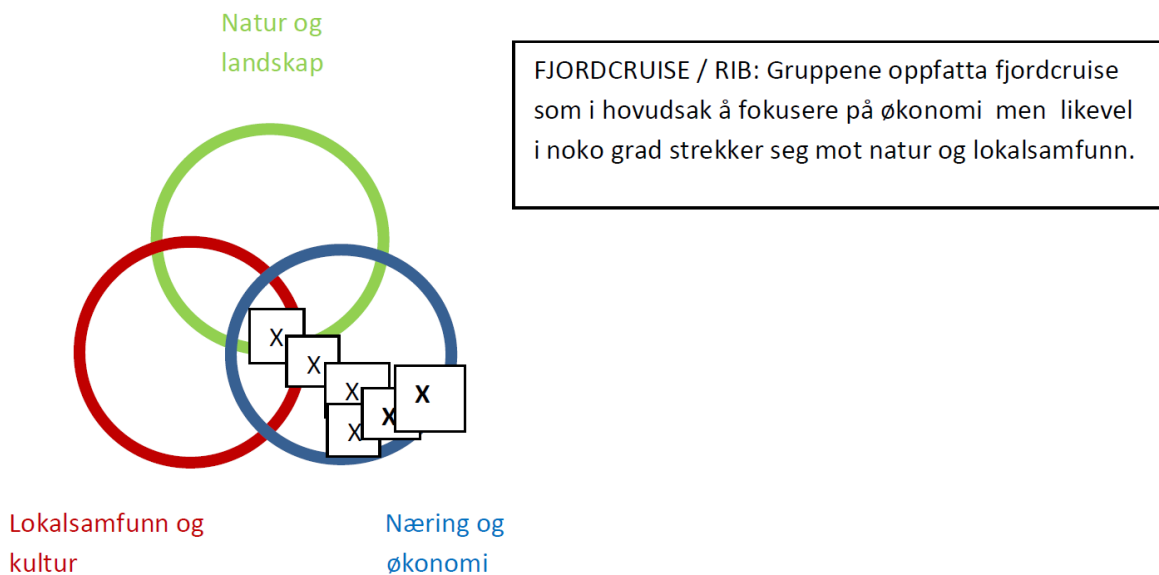 Natur og
landskap
FJORDCRUISE / RIB: Gruppene oppfatta fjordcruise
som i hovudsak å fokusere på økonomi men likevel
i noko grad strekker seg mot natur og lokalsamfunn.
X
X
X
X
X
X
Lokalsamfunn og
kultur
Næring og
økonomi